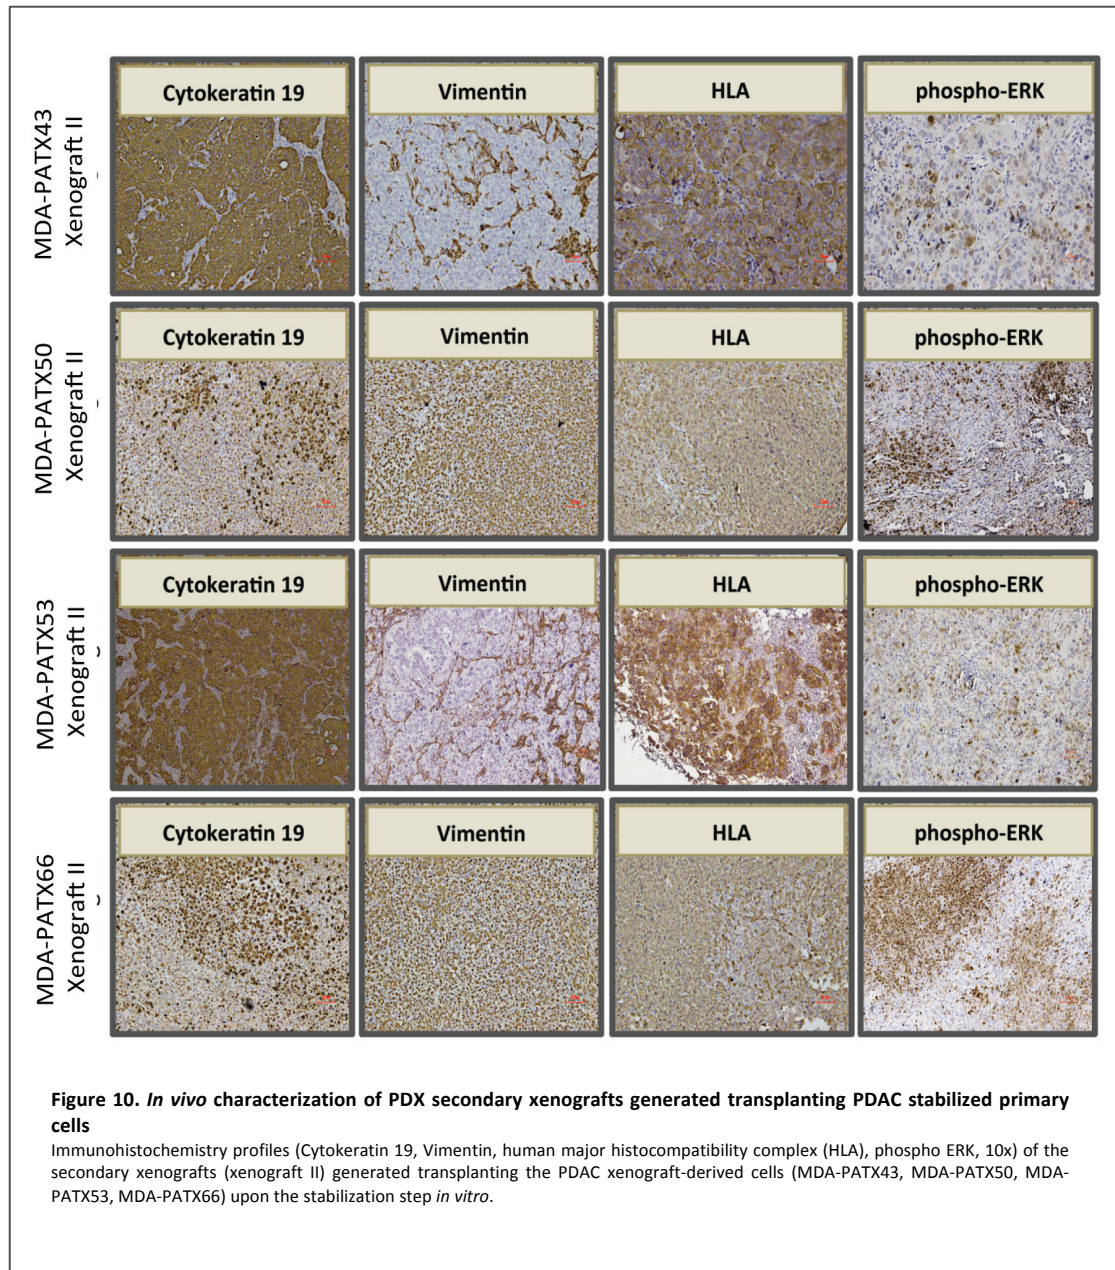 MDA-PATX43
Xenograft II
Cytokeratin 19
Vimentin
HLA
phospho-ERK
MDA-PATX50
Xenograft II
Cytokeratin 19
Vimentin
HLA
phospho-ERK
MDA-PATX53
Xenograft II
Cytokeratin 19
Vimentin
HLA
phospho-ERK
MDA-PATX66
Xenograft II
Cytokeratin 19
Vimentin
HLA
phospho-ERK
Figure 10. In vivo characterization of PDX secondary xenografts generated transplanting PDAC stabilized primary
cells
Immunohistochemistry profiles (Cytokeratin 19, Vimentin, human major histocompatibility complex (HLA), phospho ERK, 10x) of the
secondary xenografts (xenograft II) generated transplanting the PDAC xenograft-derived cells (MDA-PATX43, MDA-PATX50, MDA-
PATX53, MDA-PATX66) upon the stabilization step in vitro.